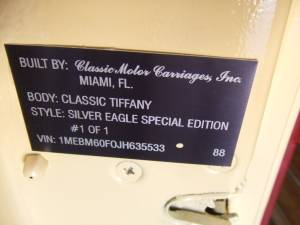 BUILT BY: Classic Motor Carriages, Inc.
MIAMI, FL.
BODY: CLASSIC TIFFANY
STYLE: SILVER EAGLE SPECIAL EDITION
#1 OF 1
VIN: 1MEBM60F0JH635533 88